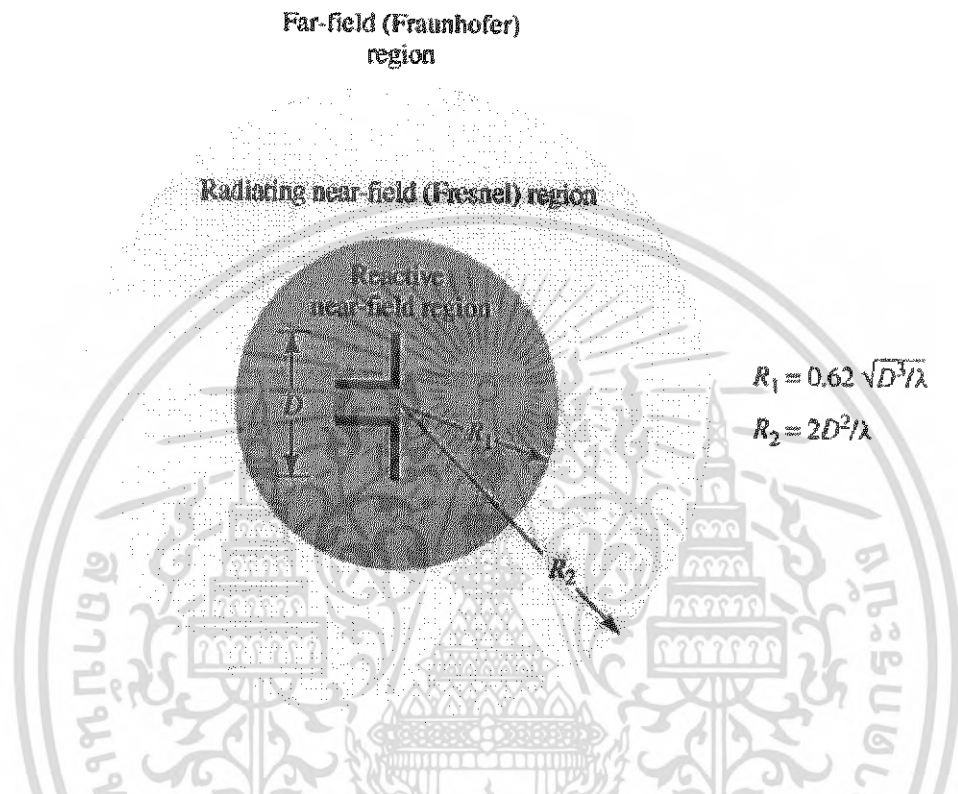 Far-field (Fraunhofer)
region
Radiating near-field (Fresnel) region
Reactive
near-field region
D
R₁
R₁ = 0.62 √D³/λ
R₂ = 2D²/λ
R₂